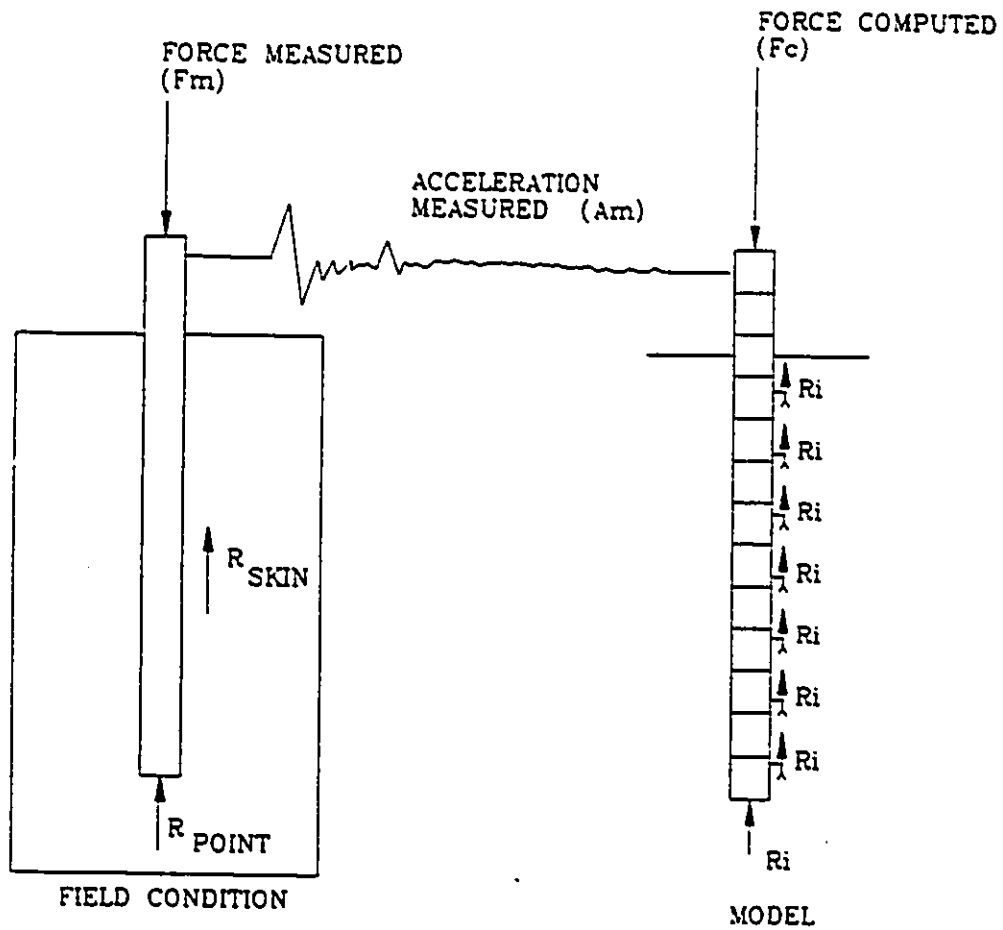 FORCE MEASURED
(Fm)
FORCE COMPUTED
(Fc)
ACCELERATION
MEASURED (Am)
Ri
Ri
Ri
Ri
Ri
Ri
Ri
R SKIN
R POINT
Ri
FIELD CONDITION
MODEL